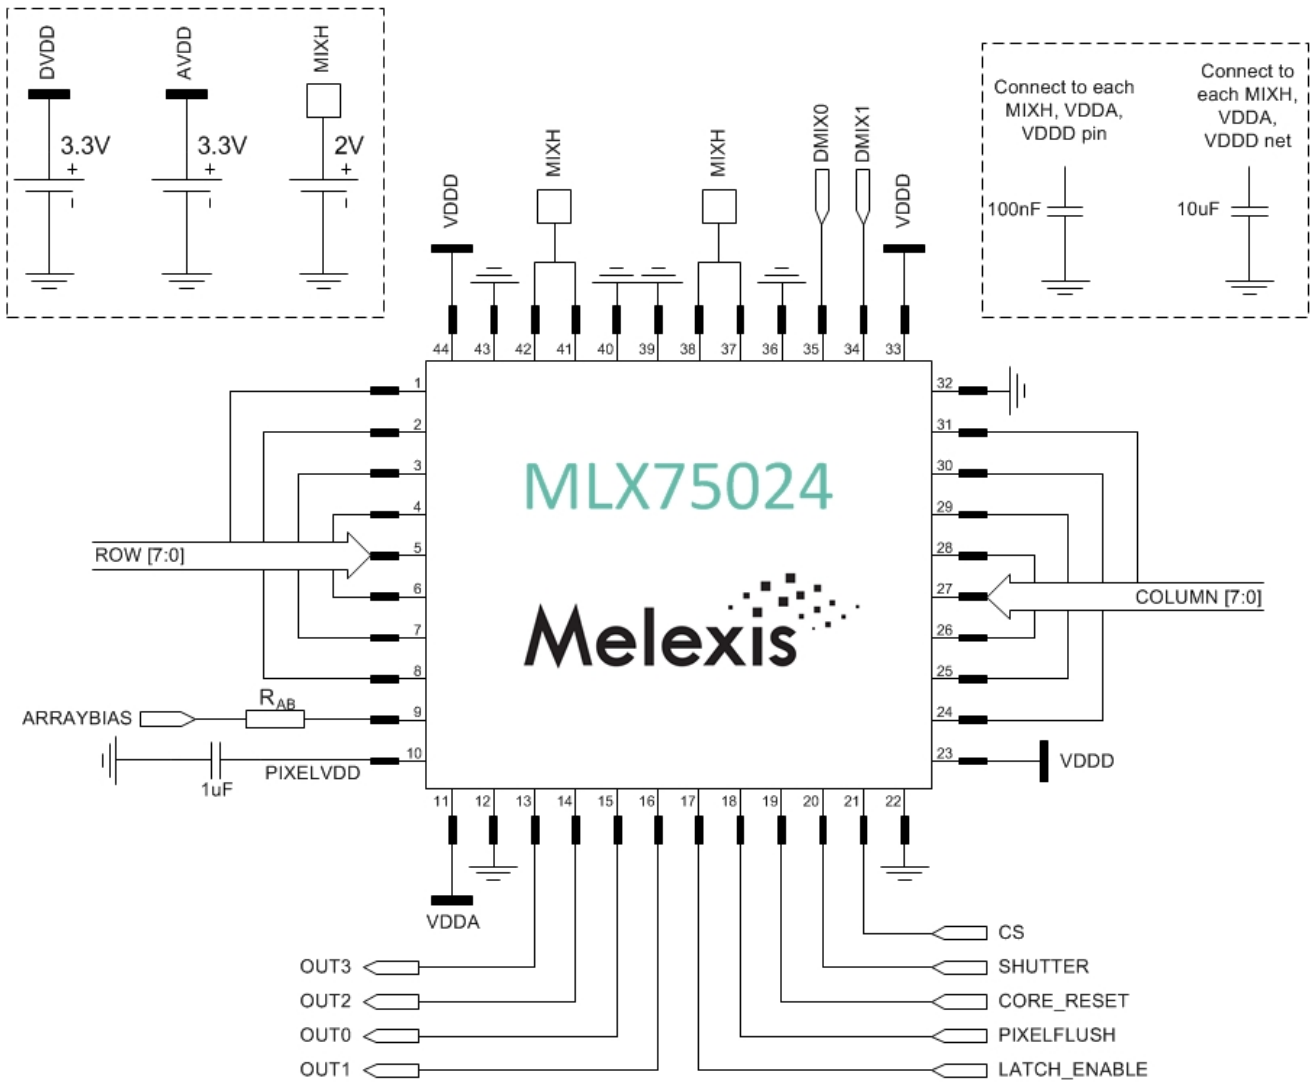 DVDD
AVDD
MIXH
3.3V
+
-
3.3V
+
-
2V
+
-
Connect to each
MIXH, VDDA,
VDDD pin
100nF
Connect to
each MIXH,
VDDA,
VDDD net
10uF
VDDD
MIXH
MIXH
DMIX0
DMIX1
VDDD
44 43 42 41 40 39 38 37 36 35 34 33
1
2
3
4
5
6
7
8
9
10
32
31
30
29
28
27
26
25
24
23
MLX75024
Melexis
ROW [7:0]
COLUMN [7:0]
ARRAYBIAS
RAB
PIXELVDD
1uF
VDDD
11 12 13 14 15 16 17 18 19 20 21 22
VDDA
OUT3
OUT2
OUT0
OUT1
CS
SHUTTER
CORE_RESET
PIXELFLUSH
LATCH_ENABLE